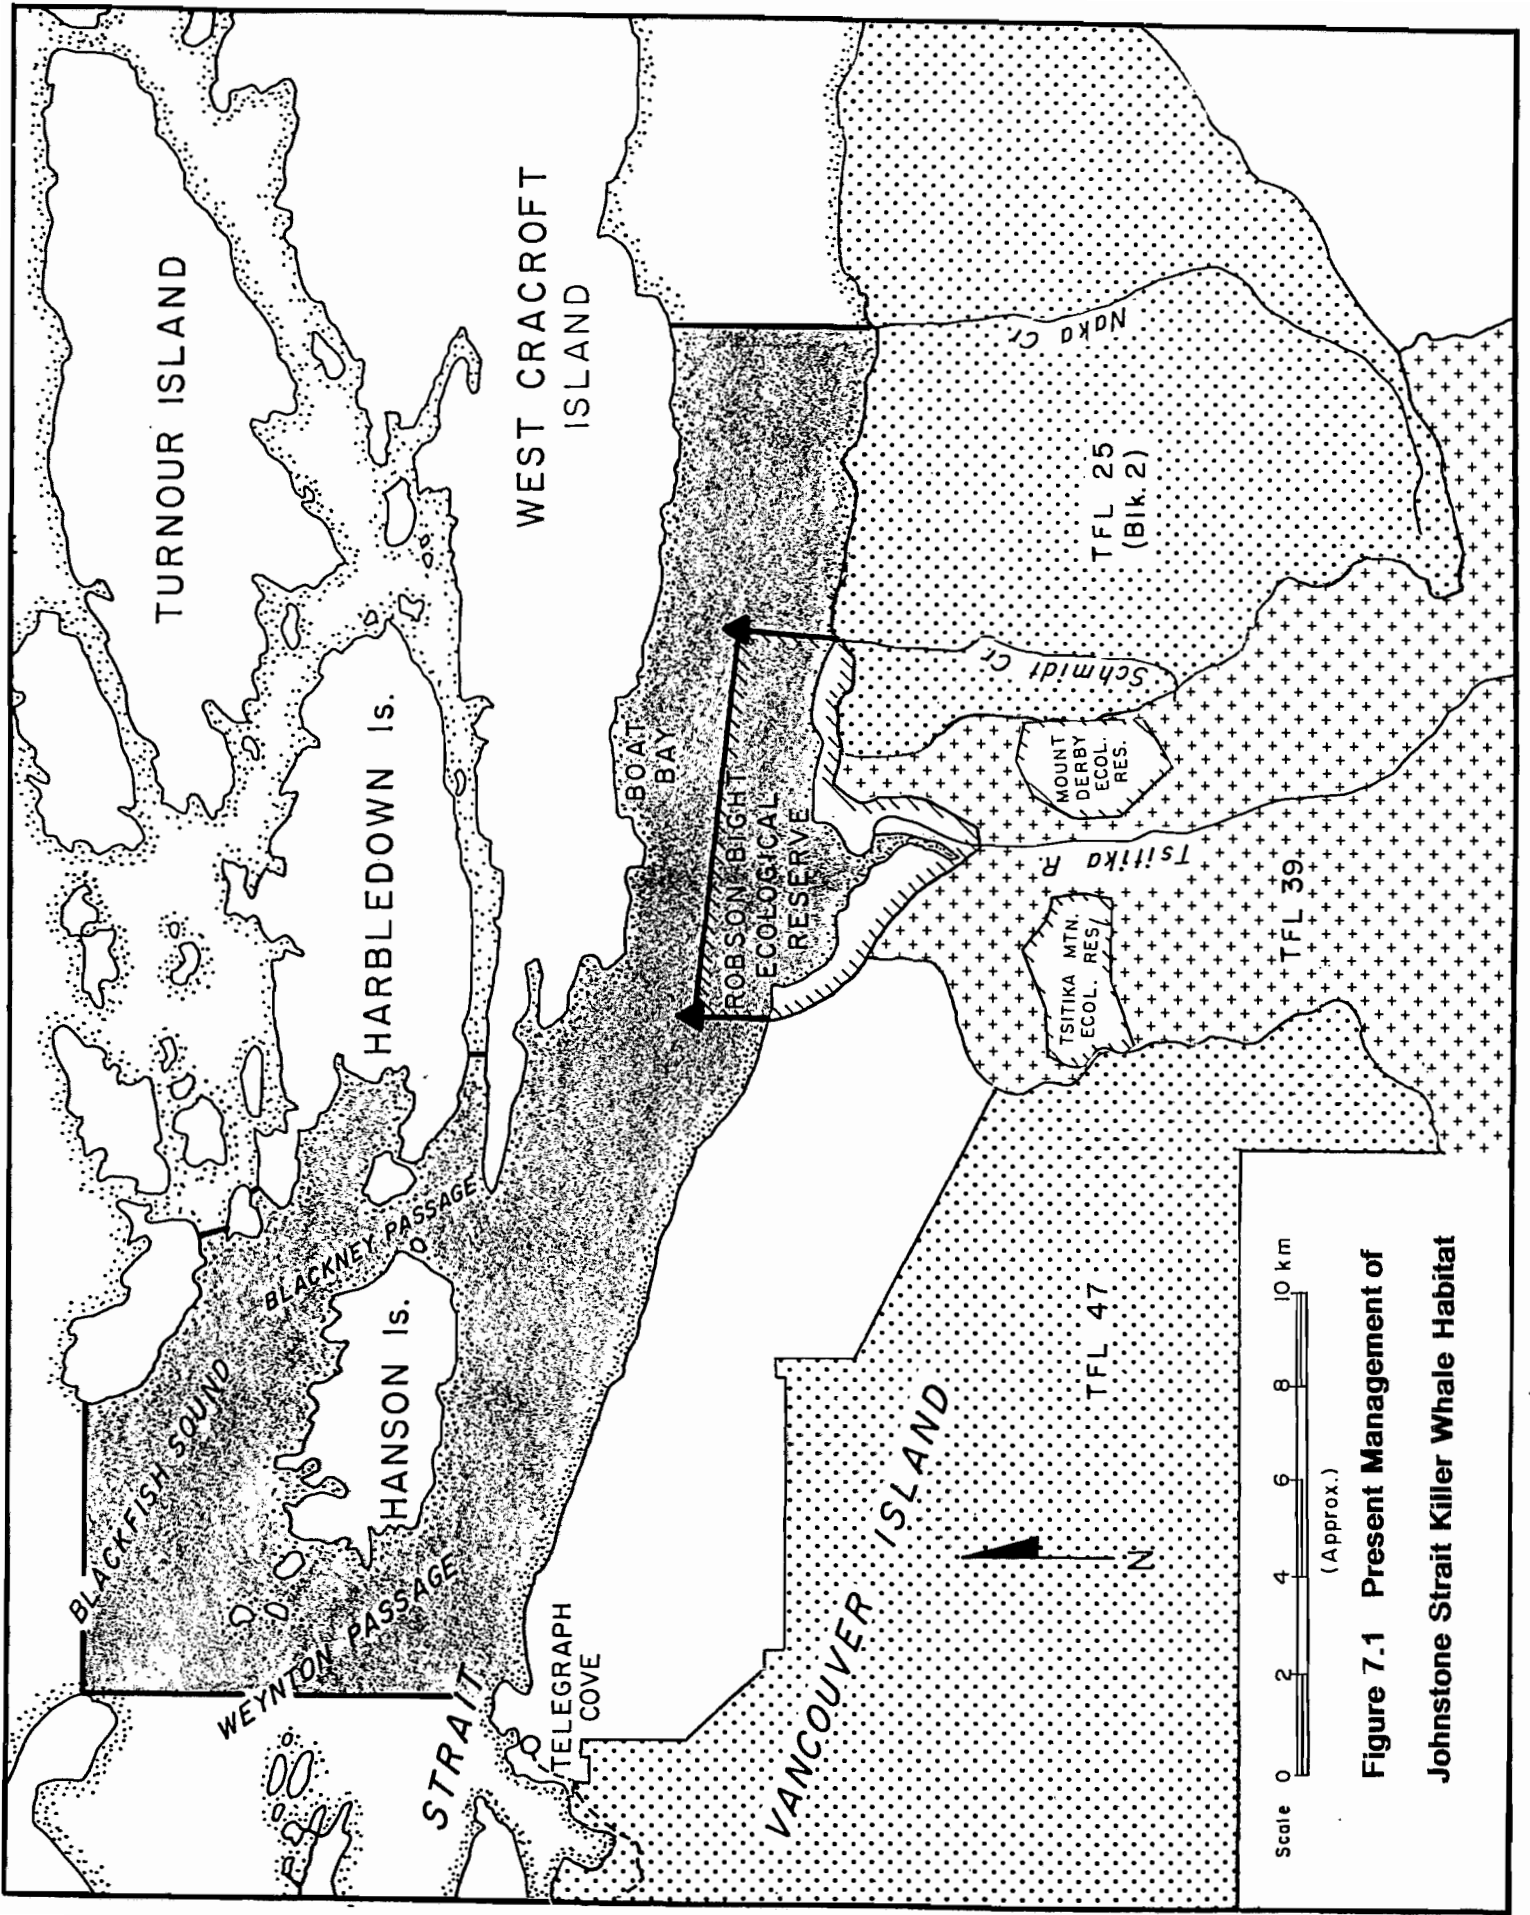 TURNOUR ISLAND
WEST CRACROFT
ISLAND
HARBLEDOWN Is.
BLACKFISH SOUND
BLACKNEY PASSAGE
HANSON Is.
WEYNTON PASSAGE
STRAIT
TELEGRAPH
COVE
BOAT
BAY
ROBSON BIGHT
ECOLOGICAL
RESERVE
VANCOUVER ISLAND
Naka Cr.
Schmidt Cr.
Tsitika R.
TFL 25
(Blk 2)
MOUNT
DERBY
ECOL.
RES.
TSITIKA MTN.
ECOL. RES.
TFL 39
TFL 47
N
Scale 0 2 4 6 8 10 km
(Approx.)
Figure 7.1 Present Management of
Johnstone Strait Killer Whale Habitat